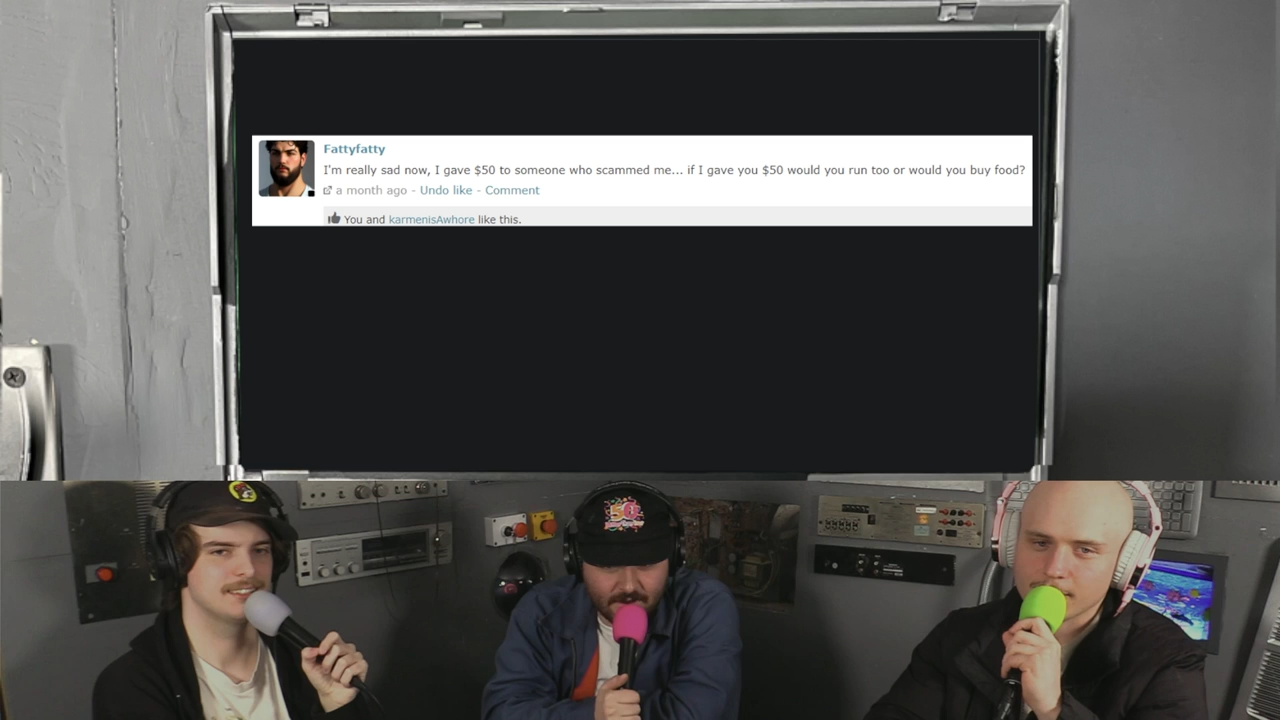 Fattyfatty
I'm really sad now, I gave $50 to someone who scammed me... if I gave you $50 would you run too or would you buy food?
a month ago - Undo like - Comment
You and karmenisAwhore like this.
50